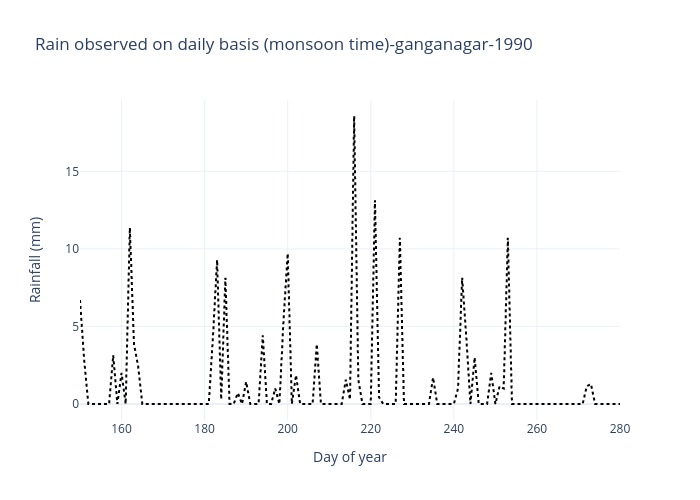 Rain observed on daily basis (monsoon time)-ganganagar-1990
Rainfall (mm)
15
10
5
0
160 180 200 220 240 260 280
Day of year